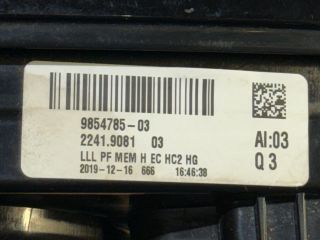 9854785-03
2241.9081 03
LLL PF MEM H EC HC2 HG
2019-12-16 666 16:46:38
AI:03
Q 3